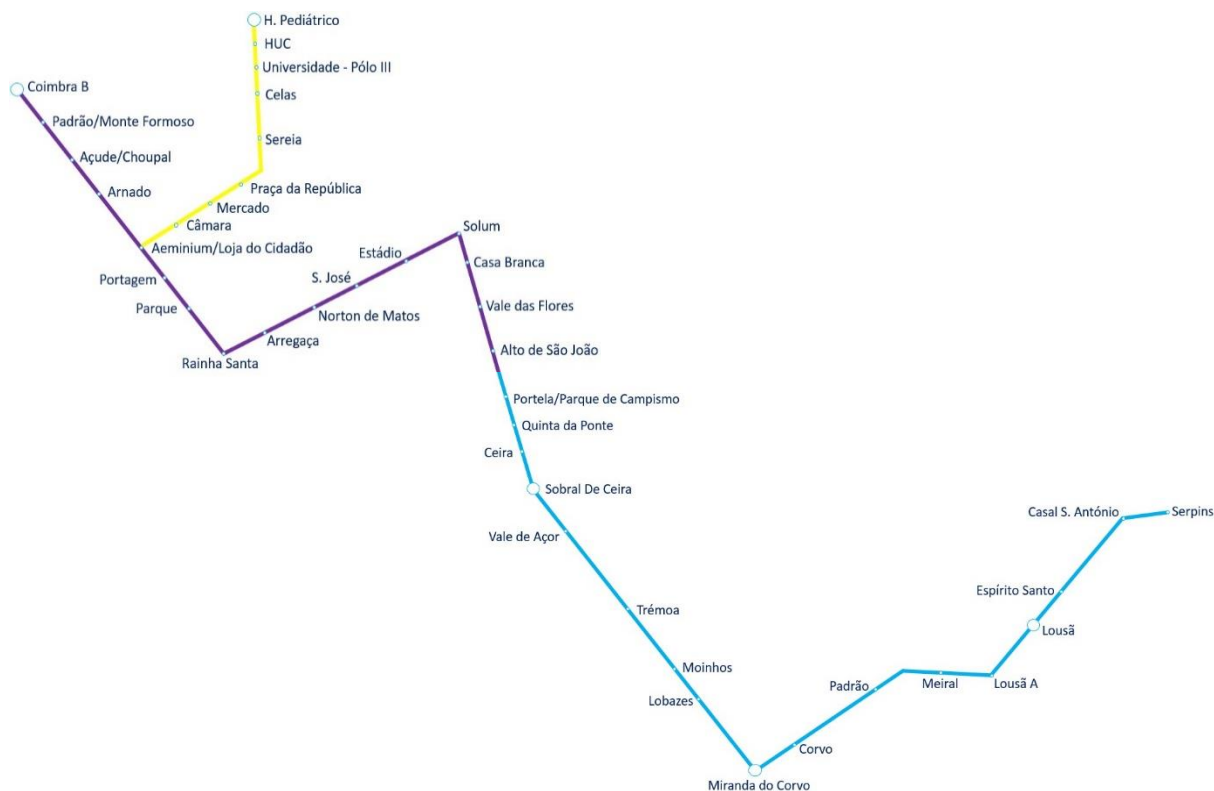 H. Pediátrico
HUC
Universidade - Pólo III
Celas
Sereia
Praça da República
Mercado
Câmara
Coimbra B
Padrão/Monte Formoso
Açude/Choupal
Arnado
Aeminium/Loja do Cidadão
Portagem
Parque
Rainha Santa
Arregaça
Norton de Matos
S. José
Estádio
Solum
Casa Branca
Vale das Flores
Alto de São João
Portela/Parque de Campismo
Quinta da Ponte
Ceira
Sobral De Ceira
Vale de Açor
Trémoa
Moinhos
Lobazes
Miranda do Corvo
Corvo
Padrão
Meiral
Lousã A
Lousã
Espírito Santo
Casal S. António
Serpins